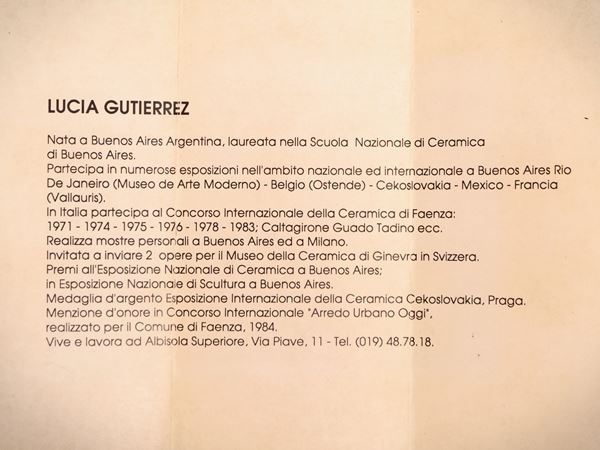 LUCIA GUTIERREZ
Nata a Buenos Aires Argentina, laureata nella Scuola Nazionale di Ceramica
di Buenos Aires.
Partecipa in numerose esposizioni nell'ambito nazionale ed internazionale a Buenos Aires Rio
De Janeiro (Museo de Arte Moderno) - Belgio (Ostende) - Cekoslovakia - Mexico - Francia
(Vallauris).
In Italia partecipa al Concorso Internazionale della Ceramica di Faenza:
1971 - 1974 - 1975 - 1976 - 1978 - 1983; Caltagirone Guado Tadino ecc.
Realizza mostre personali a Buenos Aires ed a Milano.
Invitata a inviare 2 opere per il Museo della Ceramica di Ginevra in Svizzera.
Premi all'Esposizione Nazionale di Ceramica a Buenos Aires;
in Esposizione Nazionale di Scultura a Buenos Aires.
Medaglia d'argento Esposizione Internazionale della Ceramica Cekoslovakia, Praga.
Menzione d'onore in Concorso Internazionale "Arredo Urbano Oggi",
realizzato per il Comune di Faenza, 1984.
Vive e lavora ad Albisola Superiore, Via Piave, 11 - Tel. (019) 48.78.18.